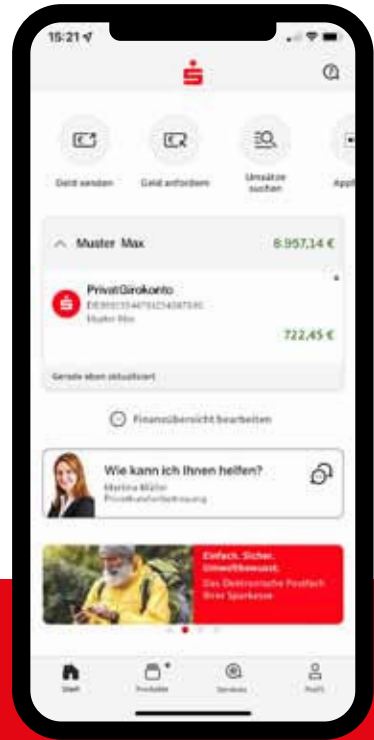 15:21
Geld senden
Geld anfordern
Umsätze
suchen
Muster Max
8.957,14 €
PrivatGirokonto
Muster Max
722,45 €
Gerade eben aktualisiert
Finanzübersicht bearbeiten
Wie kann ich Ihnen helfen?
Martina Müller
Privatkundenbetreuung
Einfach. Sicher.
Umweltbewusst.
Das Elektronische Postfach
Ihrer Sparkasse
Start
Produkte
Services
Profil